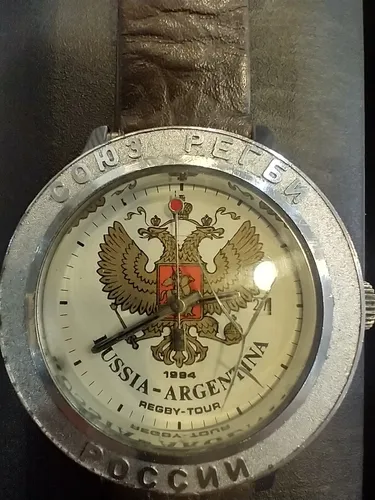 СОЮЗ РЕГБИ
1994
RUSSIA-ARGENTINA
REGBY-TOUR
РОССИИ